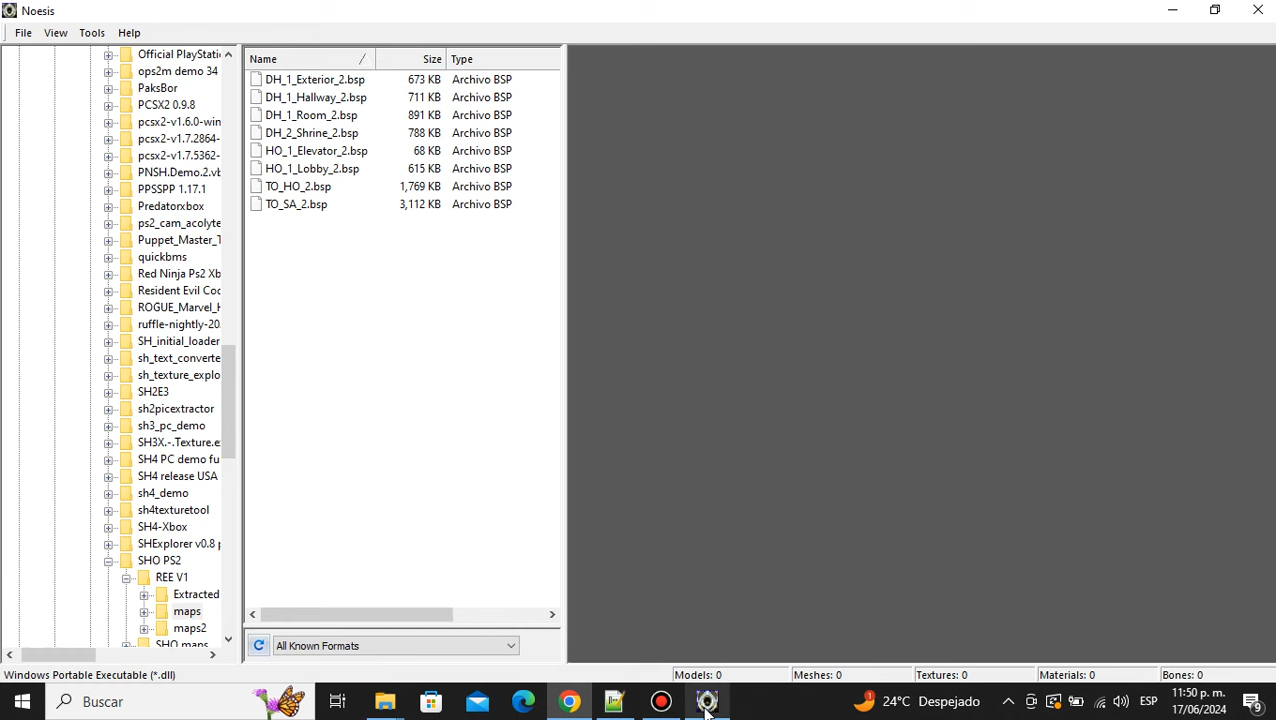 Noesis
File View Tools Help
Official PlayStati
ops2m demo 34
PaksBor
PCSX2 0.9.8
pcsx2-v1.6.0-win
pcsx2-v1.7.2864-
pcsx2-v1.7.5362-
PNSH.Demo.2.vb
PPSSPP 1.17.1
Predatorxbox
ps2_cam_acolyte
Puppet_Master_T
quickbms
Red Ninja Ps2 Xb
Resident Evil Coc
ROGUE_Marvel_H
ruffle-nightly-20
SH_initial_loader
sh_text_converte
sh_texture_explo
SH2E3
sh2picextractor
sh3_pc_demo
SH3X.-.Texture.e
SH4 PC demo fu
SH4 release USA
sh4_demo
sh4texturetool
SH4-Xbox
SHExplorer v0.8 p
SHO PS2
REE V1
Extracted
maps
maps2
SHO maps
Name Size Type
DH_1_Exterior_2.bsp 673 KB Archivo BSP
DH_1_Hallway_2.bsp 711 KB Archivo BSP
DH_1_Room_2.bsp 891 KB Archivo BSP
DH_2_Shrine_2.bsp 788 KB Archivo BSP
HO_1_Elevator_2.bsp 68 KB Archivo BSP
HO_1_Lobby_2.bsp 615 KB Archivo BSP
TO_HO_2.bsp 1,769 KB Archivo BSP
TO_SA_2.bsp 3,112 KB Archivo BSP
All Known Formats
Windows Portable Executable (*.dll) Models: 0 Meshes: 0 Textures: 0 Materials: 0 Bones: 0
Buscar 24°C Despejado ESP 11:50 p. m.
17/06/2024 9